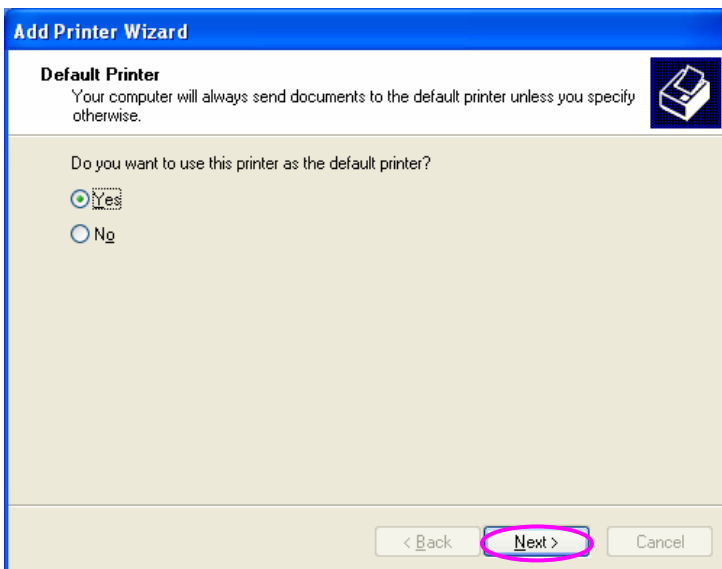 Add Printer Wizard
Default Printer
Your computer will always send documents to the default printer unless you specify
otherwise.
Do you want to use this printer as the default printer?
Yes
No
< Back
Next >
Cancel